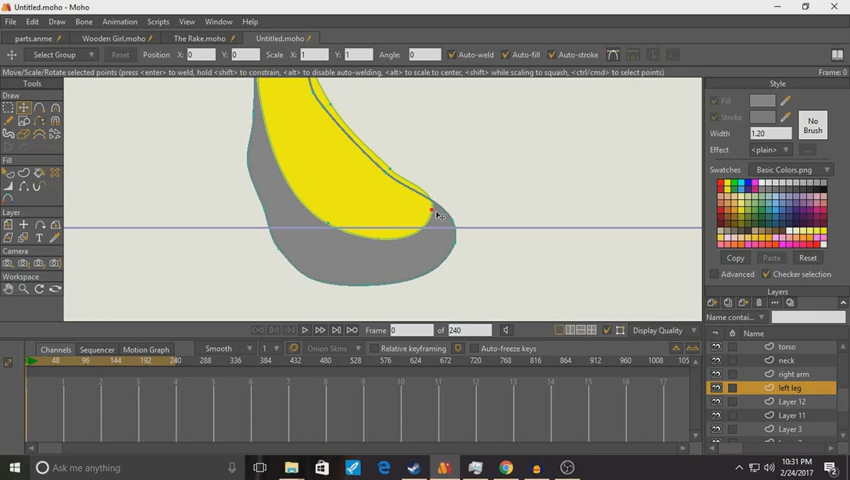 Untitled.moho - Moho
File Edit Draw Bones Animation Scripts View Window Help
parts.anme Wooden Girl.moho The Rake.moho Untitled.moho
Select Group Reset Position X: 0 Y: 0 Scale X: 1 Y: 1 Angle: 0 Auto-weld Auto-fill Auto-stroke
Move/Scale/Rotate selected points (press <enter> to weld, hold <shift> to constrain, <alt> to disable auto-welding, <alt> to scale to center, <shift> while scaling to squash, <ctrl/cmd> for precision movement) Frame: 0
Tools
Draw
Fill
Layer
Camera
Workspace
Style
Fill
Stroke
No Brush
Width 1.20
Effect <plain>
Swatches Basic Colors.png
Copy Paste Reset
Advanced Checker selection
Layers
Name contai...
Name
torso
neck
right arm
left leg
Layer 12
Layer 11
Layer 3
Frame 0 of 240 Display Quality
Channels Sequencer Motion Graph Smooth 1 Onion Skins Relative keyframing Auto-freeze keys
0 48 96 144 192 240 288 336 384 432 480 528 576 624 672 720 768 816 864 912 960 1008 105
1 2 3 4 5 6 7 8 9 10 11 12 13 14 15 16 17
Ask me anything
10:31 PM
2/24/2017
2